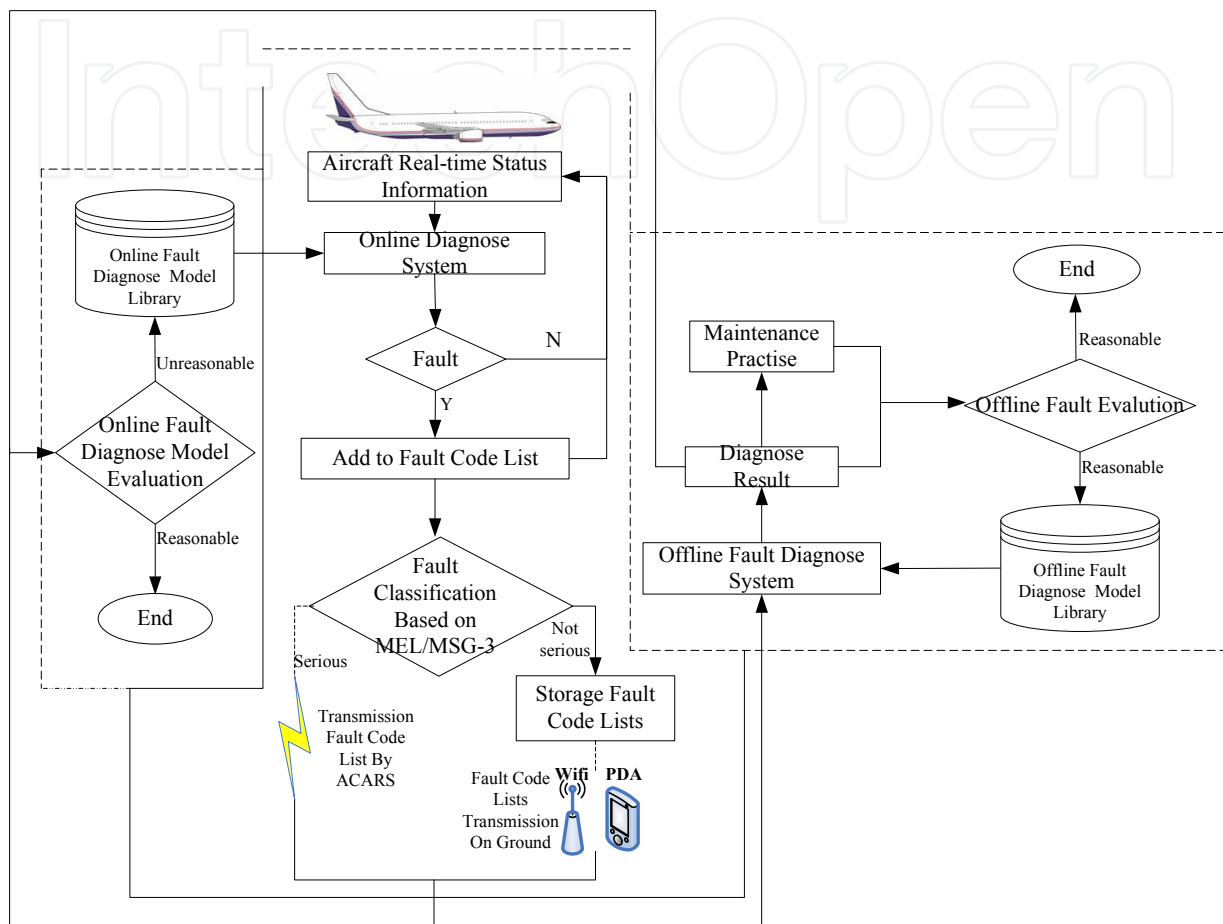 IntechOpen
Aircraft Real-time Status
Information
Online Diagnose
System
Online Fault
Diagnose Model
Library
Unreasonable
Online Fault
Diagnose Model
Evaluation
Reasonable
End
Fault
N
Y
Add to Fault Code List
Fault
Classification
Based on
MEL/MSG-3
Serious
Not
serious
Transmission
Fault Code
List By
ACARS
Storage Fault
Code Lists
Wifi
PDA
Fault Code
Lists
Transmission
On Ground
End
Reasonable
Maintenance
Practise
Offline Fault Evalution
Diagnose
Result
Reasonable
Offline Fault Diagnose
System
Offline Fault
Diagnose Model
Library